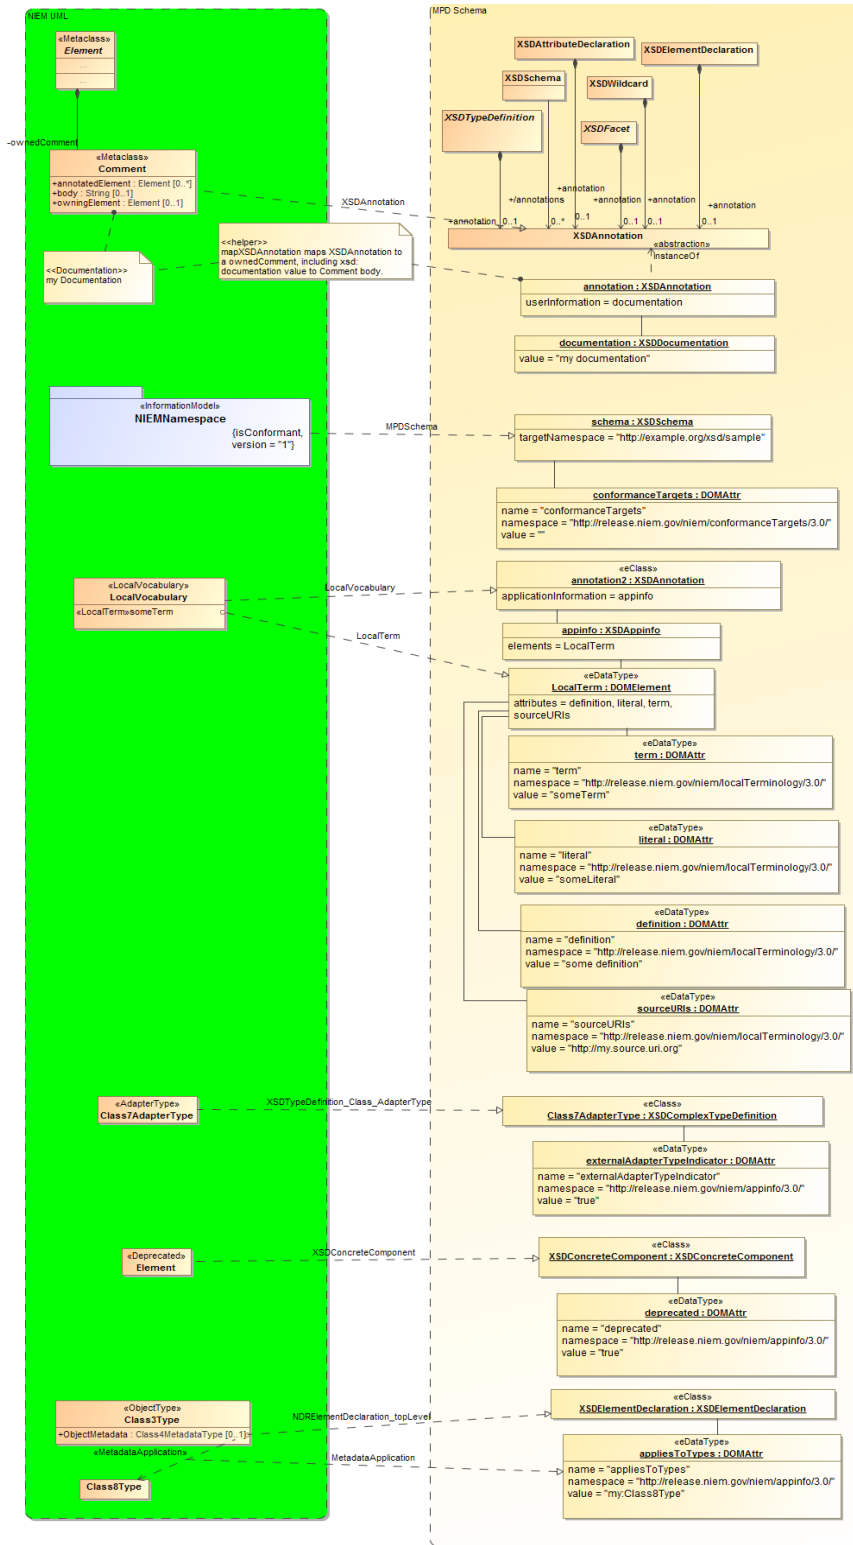 NIEM UML
«Metaclass»
Element
...
...
-ownedComment
«Metaclass»
Comment
+annotatedElement : Element [0..*]
+body : String [0..1]
+owningElement : Element [0..1]
<<Documentation>>
my Documentation
<<helper>>
mapXSDAnnotation maps XSDAnnotation to
a ownedComment, including xsd:
documentation value to Comment body.
XSDAnnotation
MPD Schema
XSDAttributeDeclaration
XSDElementDeclaration
XSDSchema
XSDWildcard
XSDTypeDefinition
XSDFacet
+annotation
+/annotations
+annotation
+annotation
+annotation
+annotation
0..1
0..*
0..1
0..1
0..1
0..1
XSDAnnotation
«abstraction»
instanceOf
annotation : XSDAnnotation
userInformation = documentation
documentation : XSDDocumentation
value = "my documentation"
«InformationModel»
NIEMNamespace
{isConformant,
version = "1"}
MPDSchema
schema : XSDSchema
targetNamespace = "http://example.org/xsd/sample"
conformanceTargets : DOMAttr
name = "conformanceTargets"
namespace = "http://release.niem.gov/niem/conformanceTargets/3.0/"
value = ""
«LocalVocabulary»
LocalVocabulary
«LocalTerm»someTerm
LocalVocabulary
LocalTerm
«eClass»
annotation2 : XSDAnnotation
applicationInformation = appinfo
appinfo : XSDAppinfo
elements = LocalTerm
«eDataType»
LocalTerm : DOMElement
attributes = definition, literal, term,
sourceURIs
«eDataType»
term : DOMAttr
name = "term"
namespace = "http://release.niem.gov/niem/localTerminology/3.0/"
value = "someTerm"
«eDataType»
literal : DOMAttr
name = "literal"
namespace = "http://release.niem.gov/niem/localTerminology/3.0/"
value = "someLiteral"
«eDataType»
definition : DOMAttr
name = "definition"
namespace = "http://release.niem.gov/niem/localTerminology/3.0/"
value = "some definition"
«eDataType»
sourceURIs : DOMAttr
name = "sourceURIs"
namespace = "http://release.niem.gov/niem/localTerminology/3.0/"
value = "http://my.source.uri.org"
«AdapterType»
Class7AdapterType
XSDTypeDefinition_Class_AdapterType
«eClass»
Class7AdapterType : XSDComplexTypeDefinition
«eDataType»
externalAdapterTypeIndicator : DOMAttr
name = "externalAdapterTypeIndicator"
namespace = "http://release.niem.gov/niem/appinfo/3.0/"
value = "true"
«Deprecated»
Element
XSDConcreteComponent
«eClass»
XSDConcreteComponent : XSDConcreteComponent
«eDataType»
deprecated : DOMAttr
name = "deprecated"
namespace = "http://release.niem.gov/niem/appinfo/3.0/"
value = "true"
«ObjectType»
Class3Type
+ObjectMetadata : Class4MetadataType [0..1]
NDRElementDeclaration_topLevel
«MetadataApplication»
MetadataApplication
Class8Type
«eClass»
XSDElementDeclaration : XSDElementDeclaration
«eDataType»
appliesToTypes : DOMAttr
name = "appliesToTypes"
namespace = "http://release.niem.gov/niem/appinfo/3.0/"
value = "my:Class8Type"